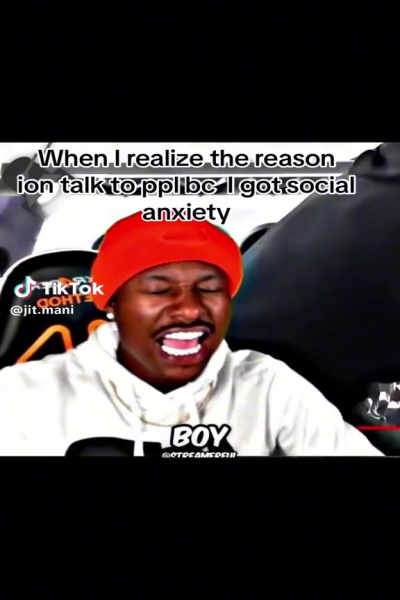 When I realize the reason
ion talk to ppl bc I got social
anxiety
TikTok
@jit.mani
BOY